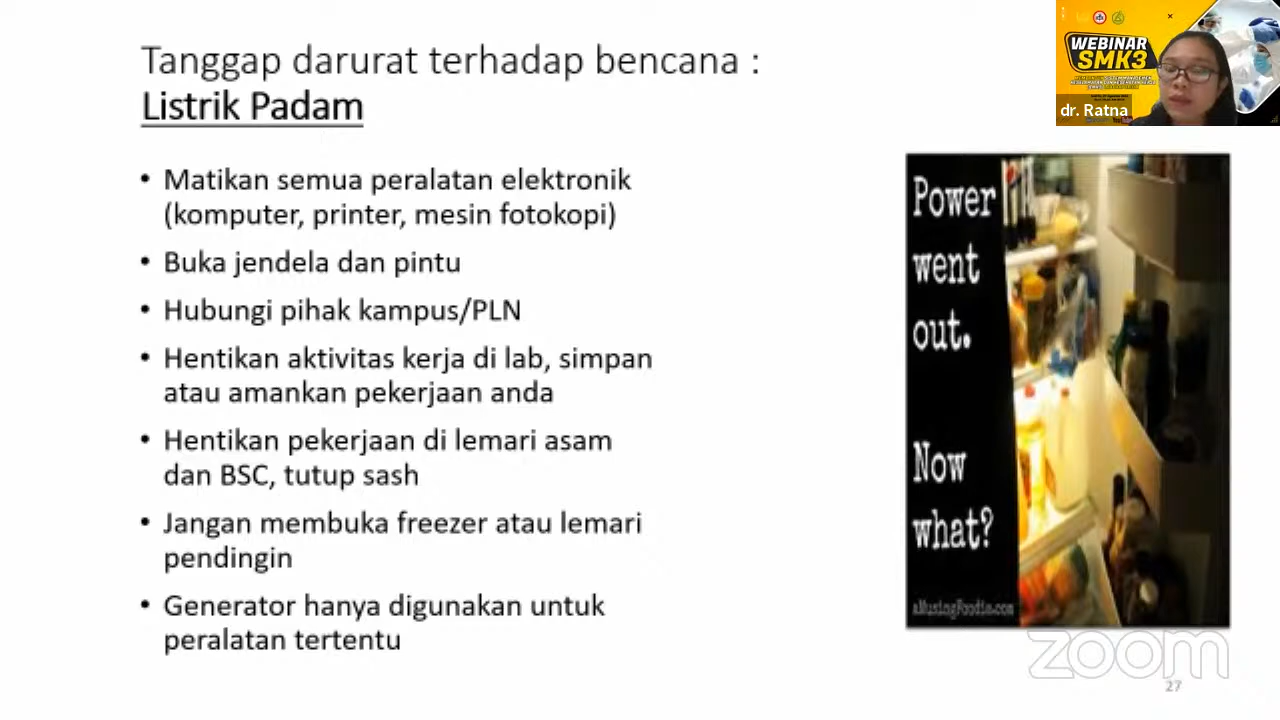 Tanggap darurat terhadap bencana :
Listrik Padam
• Matikan semua peralatan elektronik
(komputer, printer, mesin fotokopi)
• Buka jendela dan pintu
• Hubungi pihak kampus/PLN
• Hentikan aktivitas kerja di lab, simpan
atau amankan pekerjaan anda
• Hentikan pekerjaan di lemari asam
dan BSC, tutup sash
• Jangan membuka freezer atau lemari
pendingin
• Generator hanya digunakan untuk
peralatan tertentu
WEBINAR
SMK3
dr. Ratna
Power
went
out.
Now
what?
aMusingFoodie.com
zoom
27